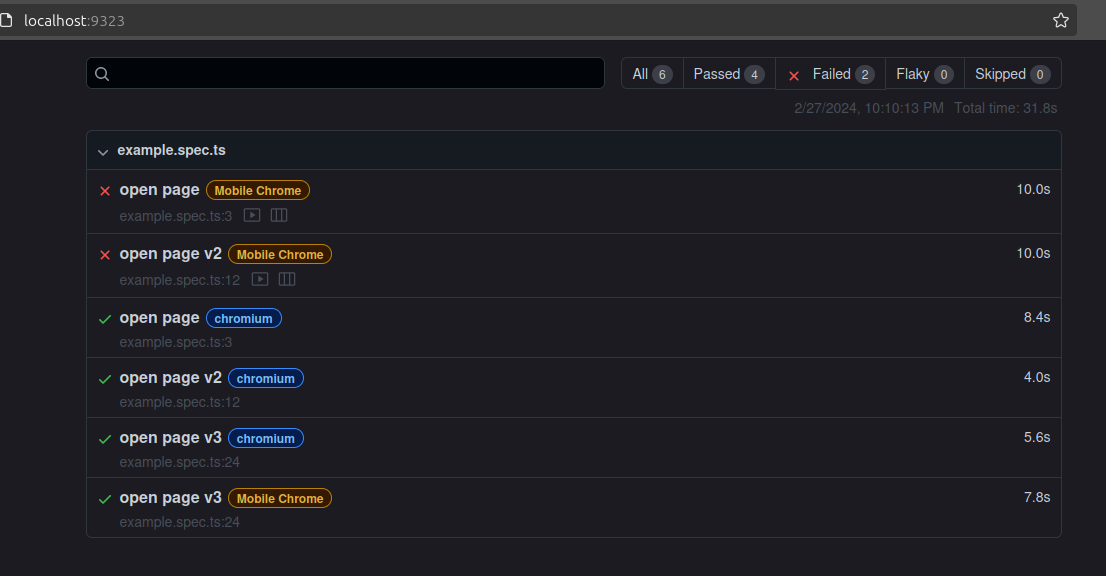 localhost:9323
All 6 Passed 4 Failed 2 Flaky 0 Skipped 0
2/27/2024, 10:10:13 PM Total time: 31.8s
example.spec.ts
open page Mobile Chrome 10.0s
example.spec.ts:3
open page v2 Mobile Chrome 10.0s
example.spec.ts:12
open page chromium 8.4s
example.spec.ts:3
open page v2 chromium 4.0s
example.spec.ts:12
open page v3 chromium 5.6s
example.spec.ts:24
open page v3 Mobile Chrome 7.8s
example.spec.ts:24